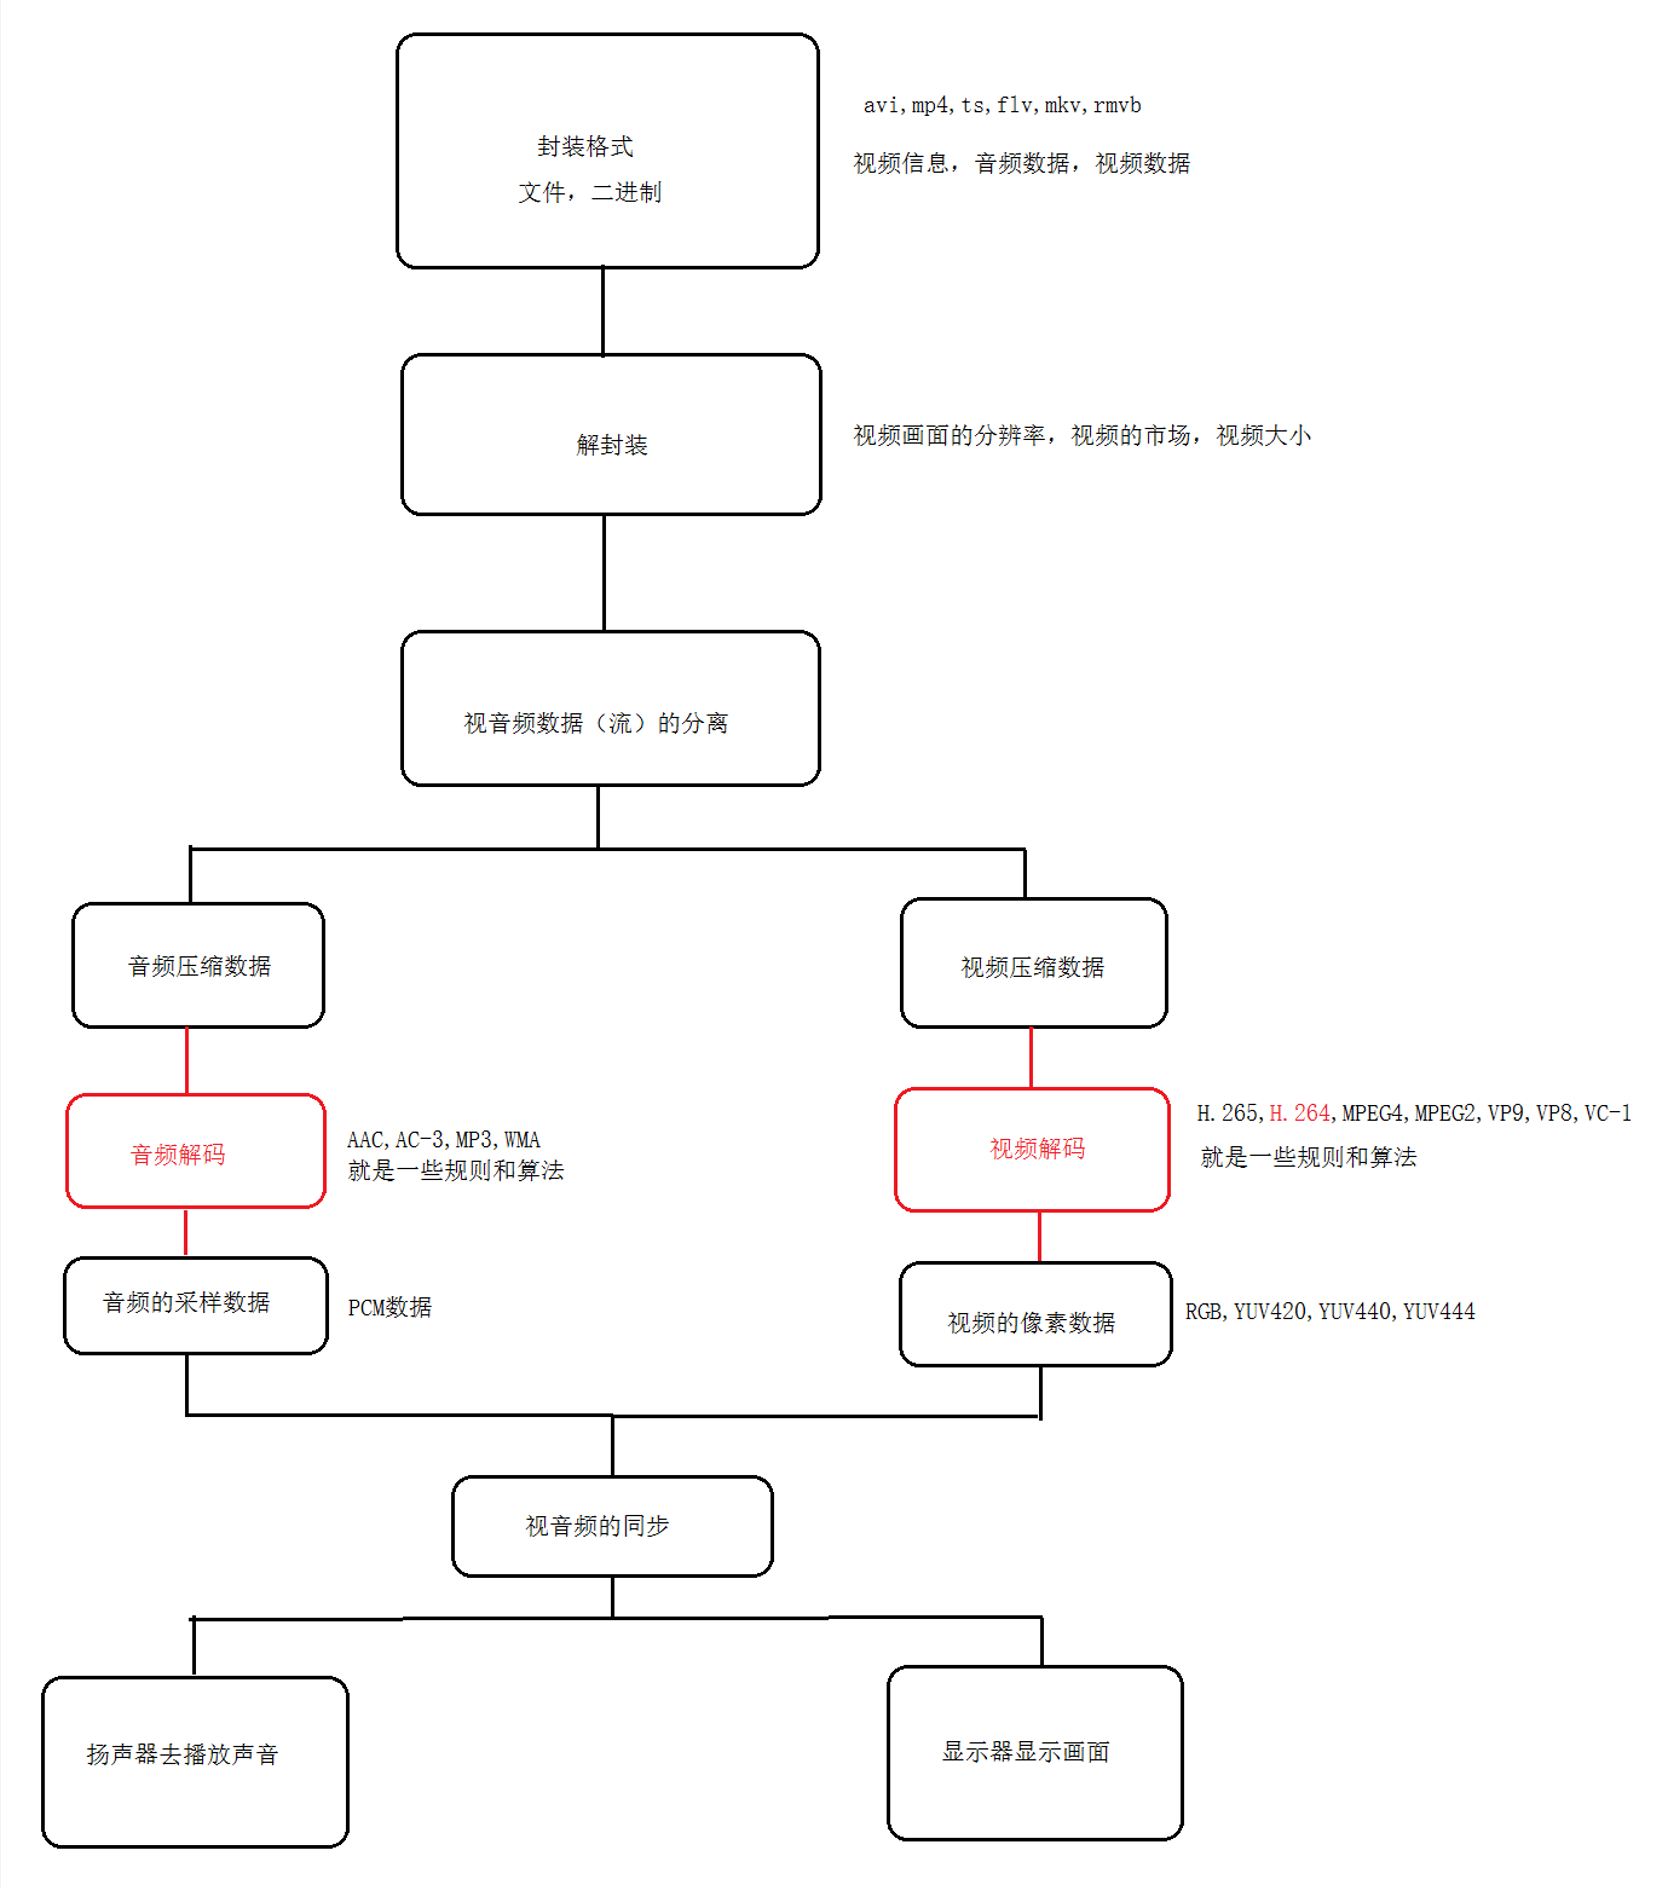 avi,mp4,ts,flv,mkv,rmvb
封装格式
视频信息，音频数据，视频数据
文件，二进制
解封装
视频画面的分辨率，视频的市场，视频大小
视音频数据（流）的分离
音频压缩数据
视频压缩数据
音频解码
AAC,AC-3,MP3,WMA
就是一些规则和算法
视频解码
H.265,H.264,MPEG4,MPEG2,VP9,VP8,VC-1
就是一些规则和算法
音频的采样数据
PCM数据
视频的像素数据
RGB,YUV420,YUV440,YUV444
视音频的同步
扬声器去播放声音
显示器显示画面